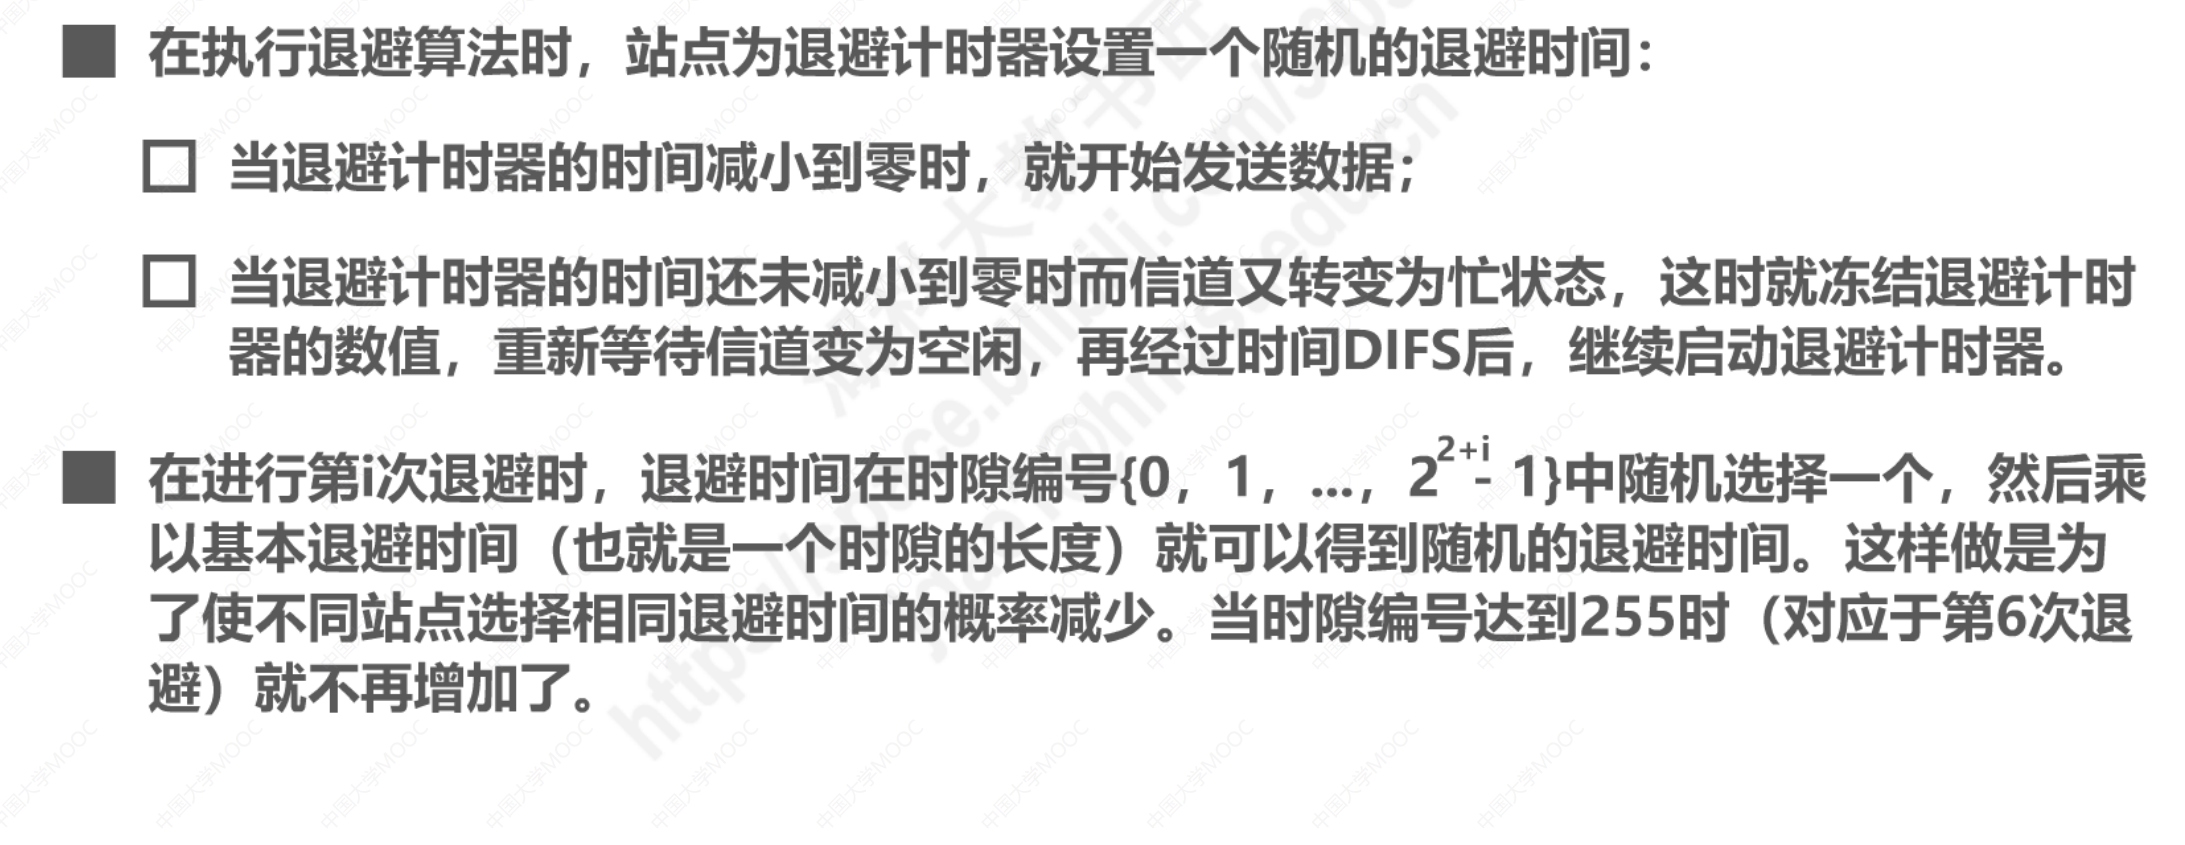 在执行退避算法时，站点为退避计时器设置一个随机的退避时间：
当退避计时器的时间减小到零时，就开始发送数据；
当退避计时器的时间还未减小到零时而信道又转变为忙状态，这时就冻结退避计时
器的数值，重新等待信道变为空闲，再经过时间DIFS后，继续启动退避计时器。
在进行第i次退避时，退避时间在时隙编号{0，1，...，2^{2+i} - 1}中随机选择一个，然后乘
以基本退避时间（也就是一个时隙的长度）就可以得到随机的退避时间。这样做是为
了使不同站点选择相同退避时间的概率减少。当时隙编号达到255时（对应于第6次退
避）就不再增加了。
中国大学MOOC